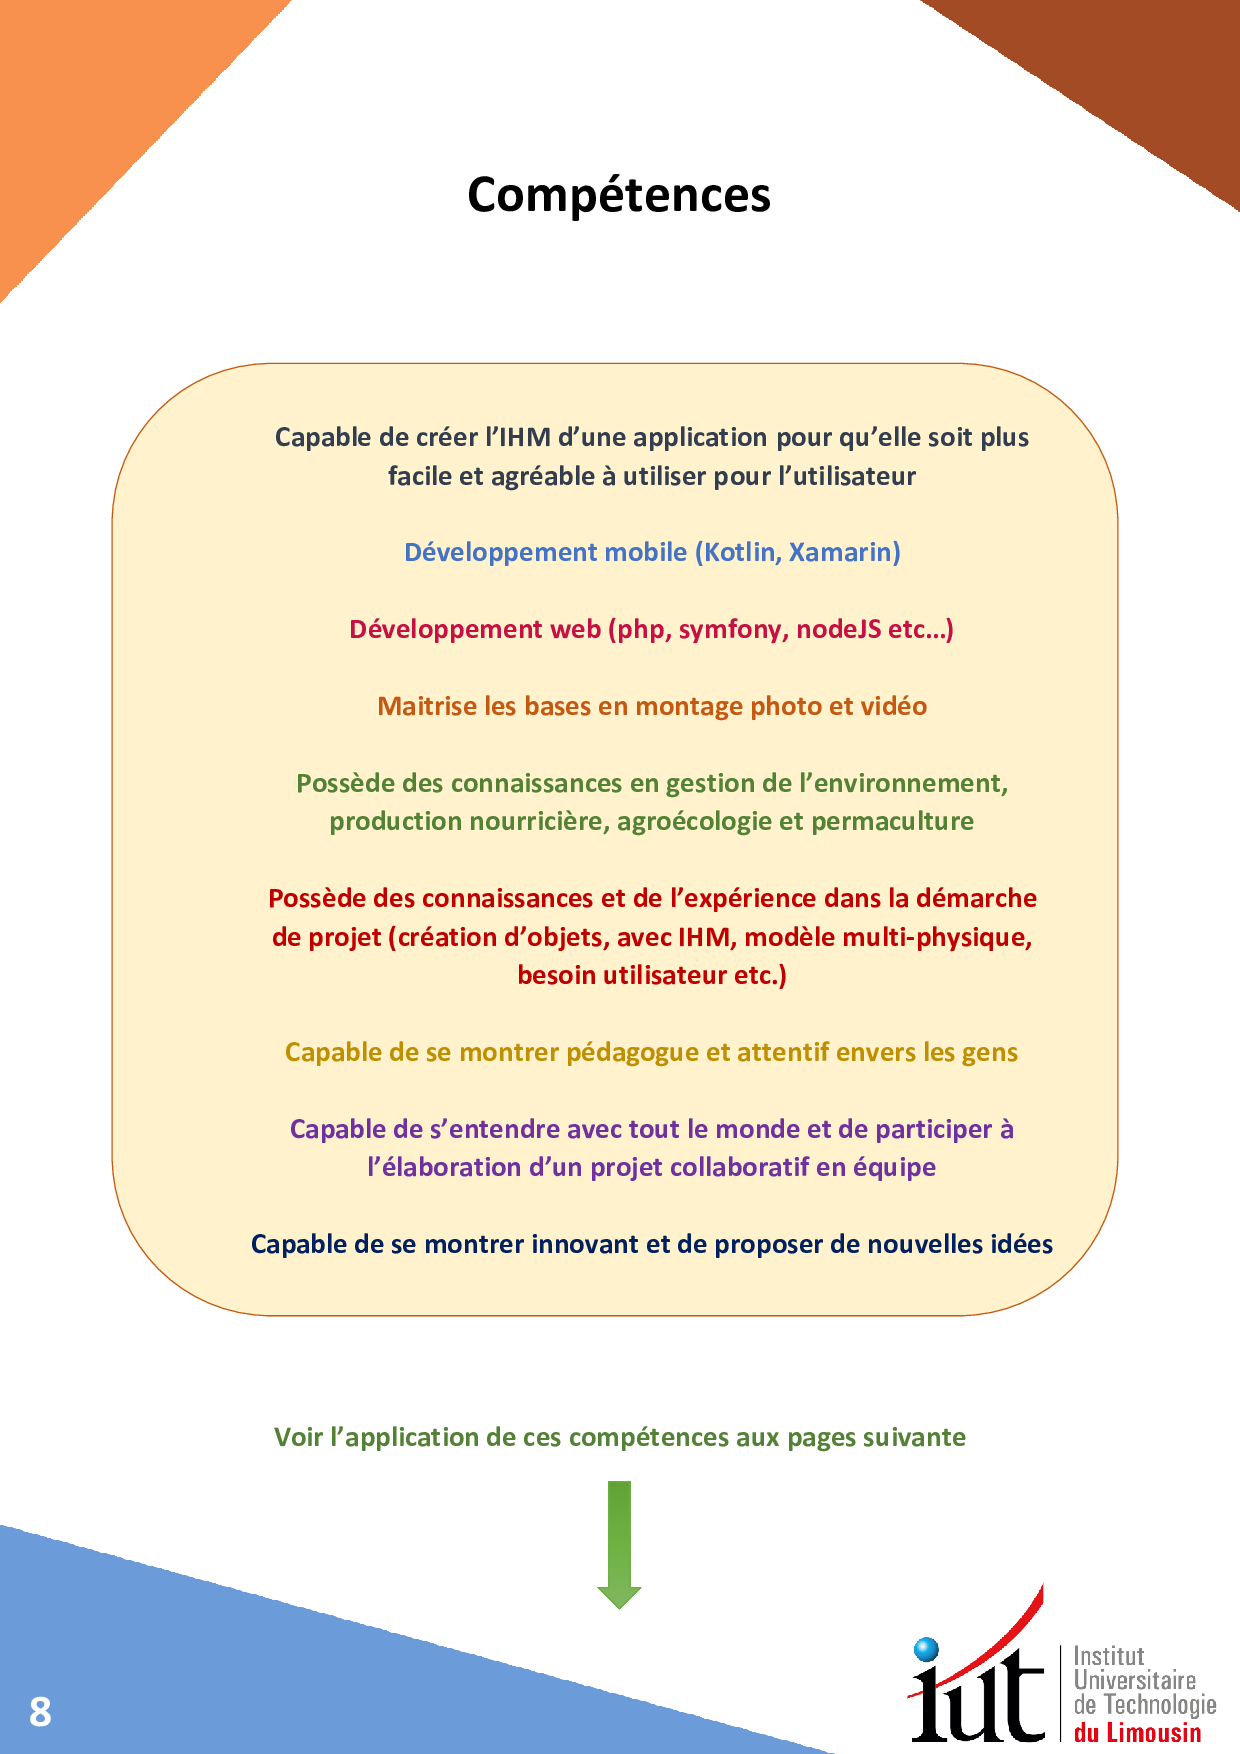 Compétences
Capable de créer l’IHM d’une application pour qu’elle soit plus
facile et agréable à utiliser pour l’utilisateur
Développement mobile (Kotlin, Xamarin)
Développement web (php, symfony, nodeJS etc…)
Maitrise les bases en montage photo et vidéo
Possède des connaissances en gestion de l’environnement,
production nourricière, agroécologie et permaculture
Possède des connaissances et de l’expérience dans la démarche
de projet (création d’objets, avec IHM, modèle multi-physique,
besoin utilisateur etc.)
Capable de se montrer pédagogue et attentif envers les gens
Capable de s’entendre avec tout le monde et de participer à
l’élaboration d’un projet collaboratif en équipe
Capable de se montrer innovant et de proposer de nouvelles idées
Voir l’application de ces compétences aux pages suivante
8
iut
Institut
Universitaire
de Technologie
du Limousin